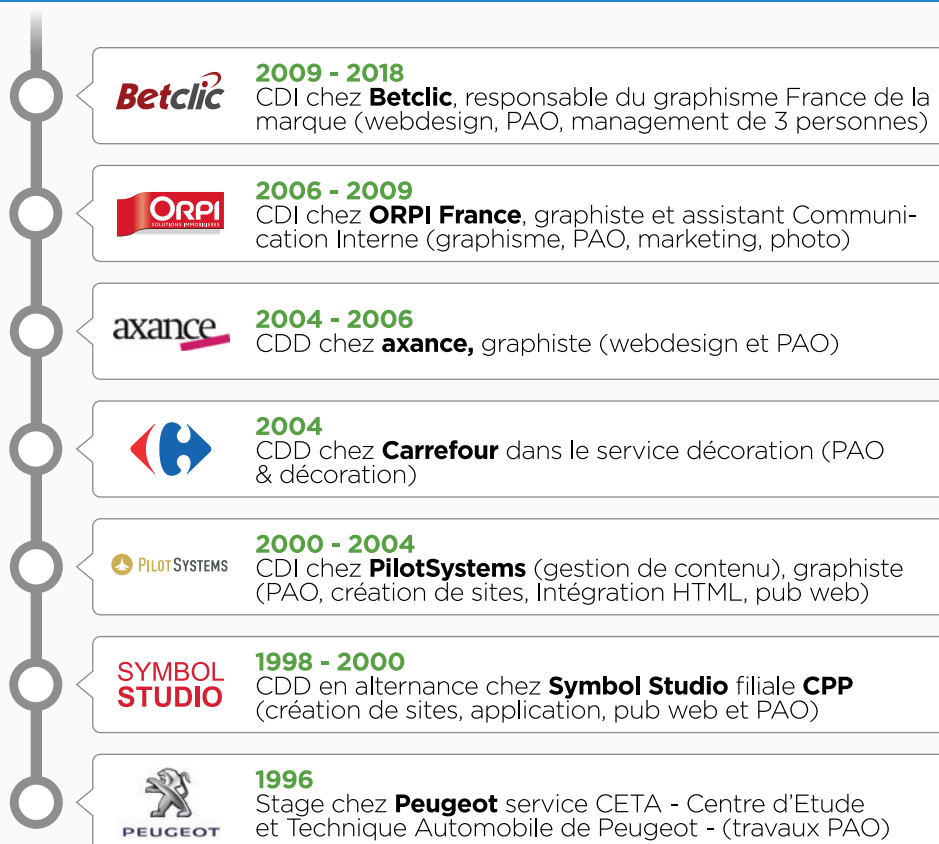 Betclic
2009 - 2018
CDI chez Betclic, responsable du graphisme France de la
marque (webdesign, PAO, management de 3 personnes)
ORPI
SOLUTIONS IMMOBILIÈRES
2006 - 2009
CDI chez ORPI France, graphiste et assistant Communi-
cation Interne (graphisme, PAO, marketing, photo)
axance
2004 - 2006
CDD chez axance, graphiste (webdesign et PAO)
2004
CDD chez Carrefour dans le service décoration (PAO
& décoration)
PILOTSYSTEMS
2000 - 2004
CDI chez PilotSystems (gestion de contenu), graphiste
(PAO, création de sites, Intégration HTML, pub web)
SYMBOL
STUDIO
1998 - 2000
CDD en alternance chez Symbol Studio filiale CPP
(création de sites, application, pub web et PAO)
PEUGEOT
1996
Stage chez Peugeot service CETA - Centre d'Etude
et Technique Automobile de Peugeot - (travaux PAO)